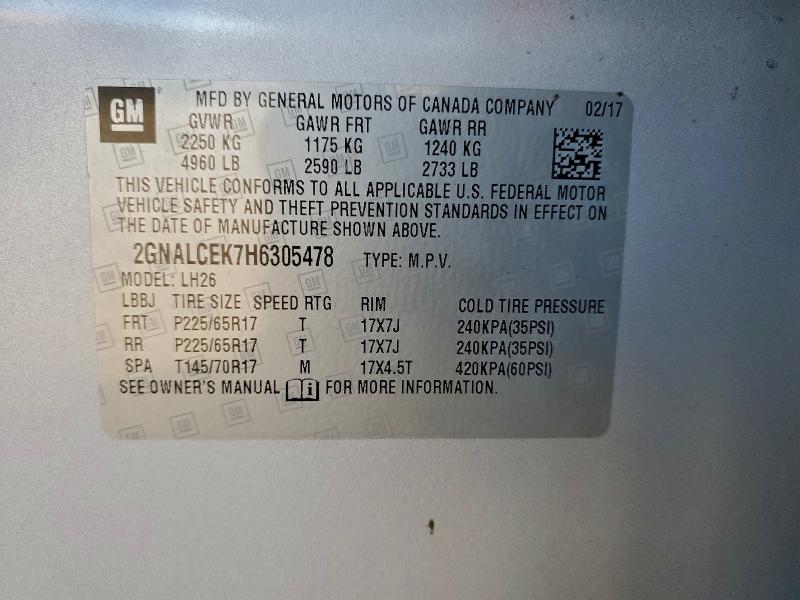 GM MFD BY GENERAL MOTORS OF CANADA COMPANY 02/17
GVWR GAWR FRT GAWR RR
2250 KG 1175 KG 1240 KG
4960 LB 2590 LB 2733 LB
THIS VEHICLE CONFORMS TO ALL APPLICABLE U.S. FEDERAL MOTOR
VEHICLE SAFETY AND THEFT PREVENTION STANDARDS IN EFFECT ON
THE DATE OF MANUFACTURE SHOWN ABOVE.
2GNALCEK7H6305478 TYPE: M.P.V.
MODEL: LH26
LBBJ TIRE SIZE SPEED RTG RIM COLD TIRE PRESSURE
FRT P225/65R17 T 17X7J 240KPA(35PSI)
RR P225/65R17 T 17X7J 240KPA(35PSI)
SPA T145/70R17 M 17X4.5T 420KPA(60PSI)
SEE OWNER'S MANUAL i FOR MORE INFORMATION.